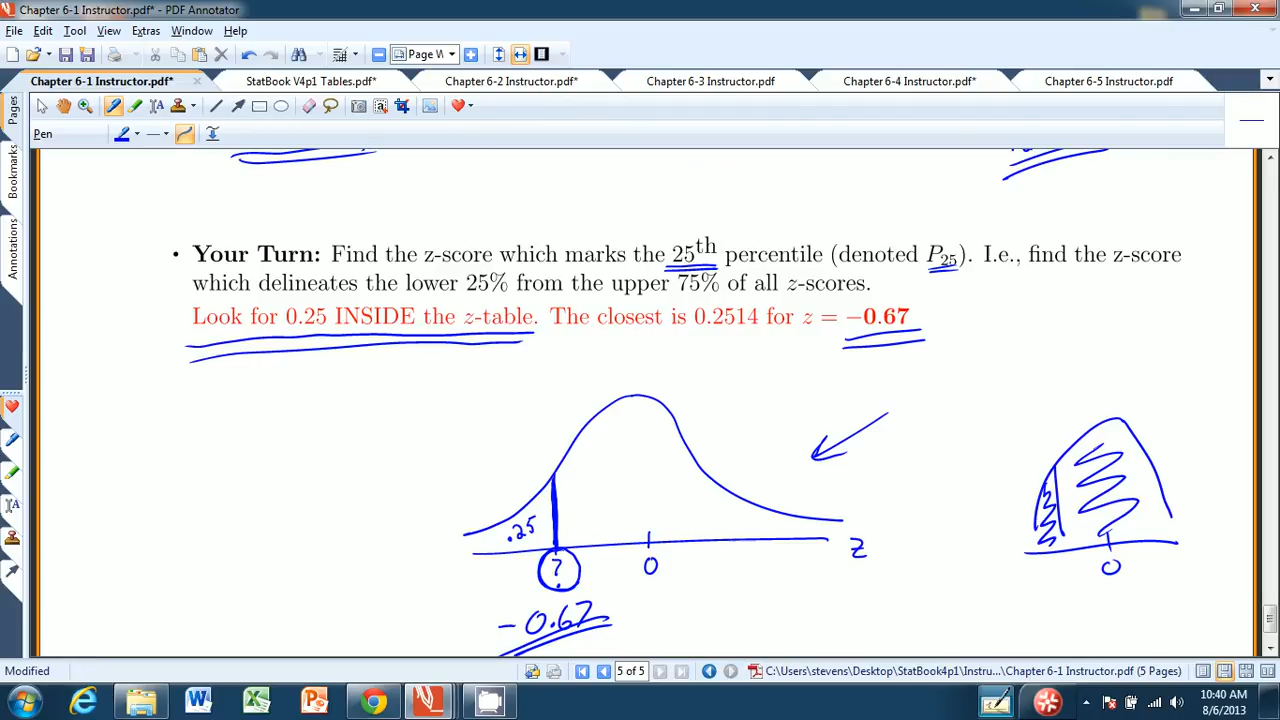 Chapter 6-1 Instructor.pdf* - PDF Annotator
File Edit Tool View Extras Window Help
Page W
Chapter 6-1 Instructor.pdf* StatBook V4p1 Tables.pdf* Chapter 6-2 Instructor.pdf* Chapter 6-3 Instructor.pdf Chapter 6-4 Instructor.pdf* Chapter 6-5 Instructor.pdf
Pen
Pages
Bookmarks
Annotations
• Your Turn: Find the z-score which marks the 25th percentile (denoted P25). I.e., find the z-score
which delineates the lower 25% from the upper 75% of all z-scores.
Look for 0.25 INSIDE the z-table. The closest is 0.2514 for z = −0.67
.25
? 0 z
0
-0.67
Modified
5 of 5
C:\Users\stevens\Desktop\StatBook4p1\Instru...\Chapter 6-1 Instructor.pdf (5 Pages)
10:40 AM
8/6/2013